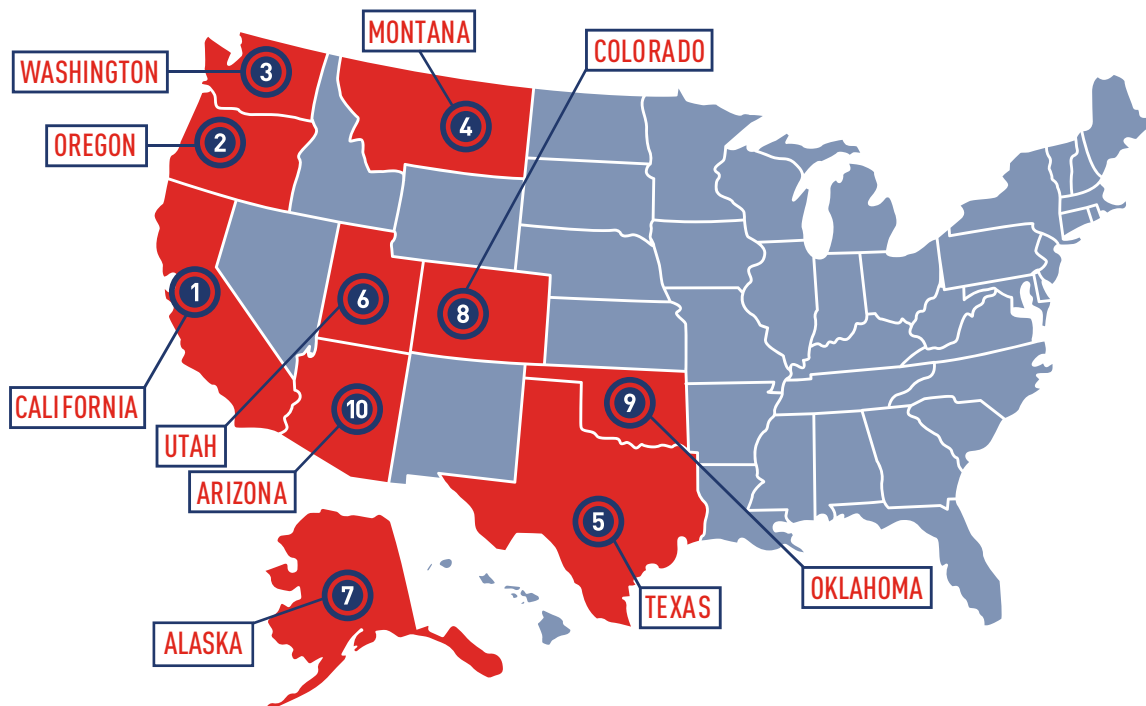 MONTANA
COLORADO
WASHINGTON
3
4
OREGON
2
1
6
8
CALIFORNIA
UTAH
10
9
ARIZONA
5
7
OKLAHOMA
TEXAS
ALASKA